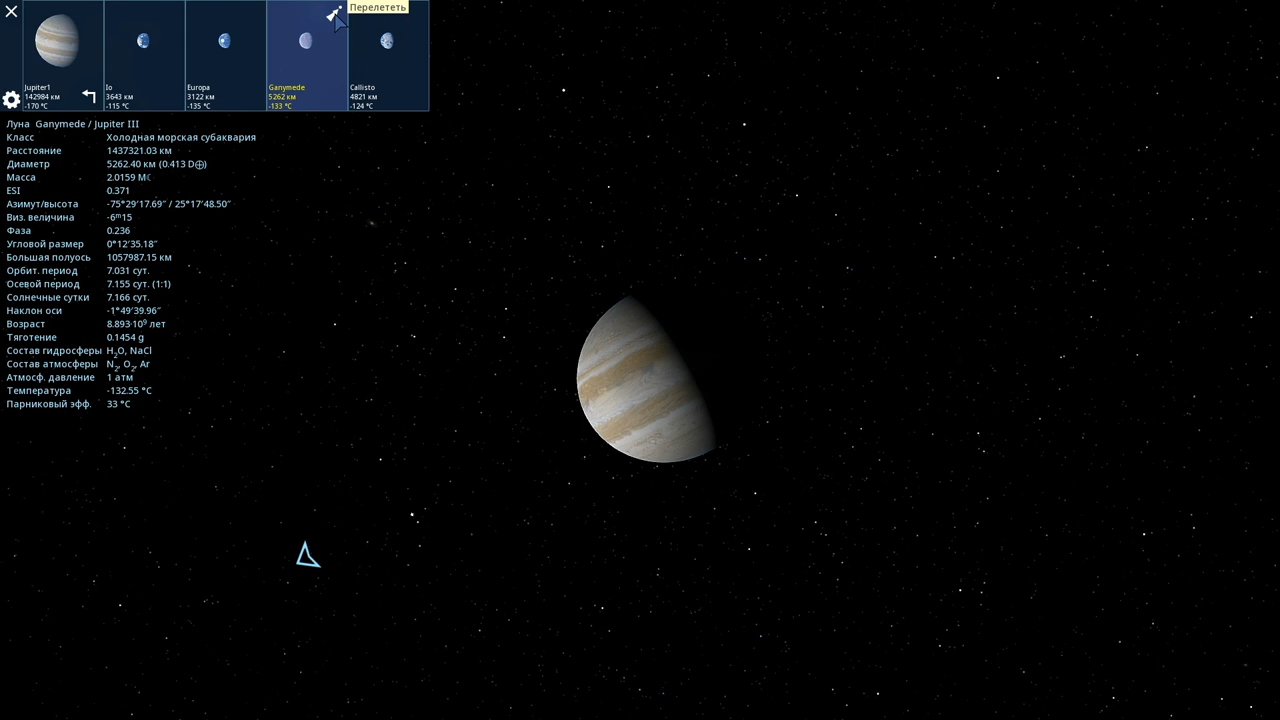 Перелететь
Jupiter1
142984 км
-170 °C
Io
3643 км
-115 °C
Europa
3122 км
-135 °C
Ganymede
5262 км
-133 °C
Callisto
4821 км
-124 °C
Луна Ganymede / Jupiter III
Класс Холодная морская субаквария
Расстояние 1437321.03 км
Диаметр 5262.40 км (0.413 D⊕)
Масса 2.0159 M☾
ESI 0.371
Азимут/высота -75°29′17.69″ / 25°17′48.50″
Виз. величина -6ᵐ15
Фаза 0.236
Угловой размер 0°12′35.18″
Большая полуось 1057987.15 км
Орбит. период 7.031 сут.
Осевой период 7.155 сут. (1:1)
Солнечные сутки 7.166 сут.
Наклон оси -1°49′39.96″
Возраст 8.893·10⁹ лет
Тяготение 0.1454 g
Состав гидросферы H₂O, NaCl
Состав атмосферы N₂, O₂, Ar
Атмосф. давление 1 атм
Температура -132.55 °C
Парниковый эфф. 33 °C